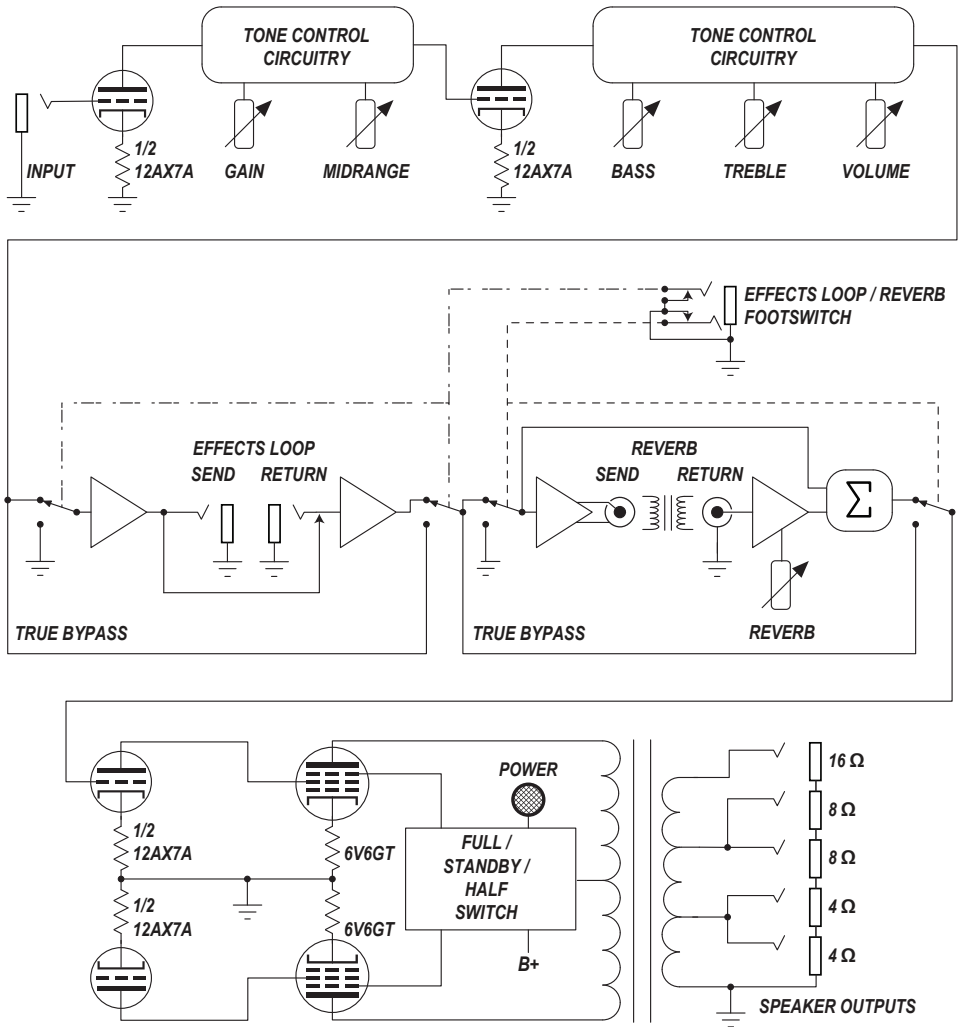 TONE CONTROL
CIRCUITRY
TONE CONTROL
CIRCUITRY
INPUT
1/2
12AX7A
GAIN
MIDRANGE
1/2
12AX7A
BASS
TREBLE
VOLUME
EFFECTS LOOP / REVERB
FOOTSWITCH
EFFECTS LOOP
SEND
RETURN
REVERB
SEND
RETURN
Σ
TRUE BYPASS
TRUE BYPASS
REVERB
POWER
16 Ω
8 Ω
8 Ω
4 Ω
4 Ω
1/2
12AX7A
6V6GT
FULL /
STANDBY /
HALF
SWITCH
1/2
12AX7A
6V6GT
B+
SPEAKER OUTPUTS